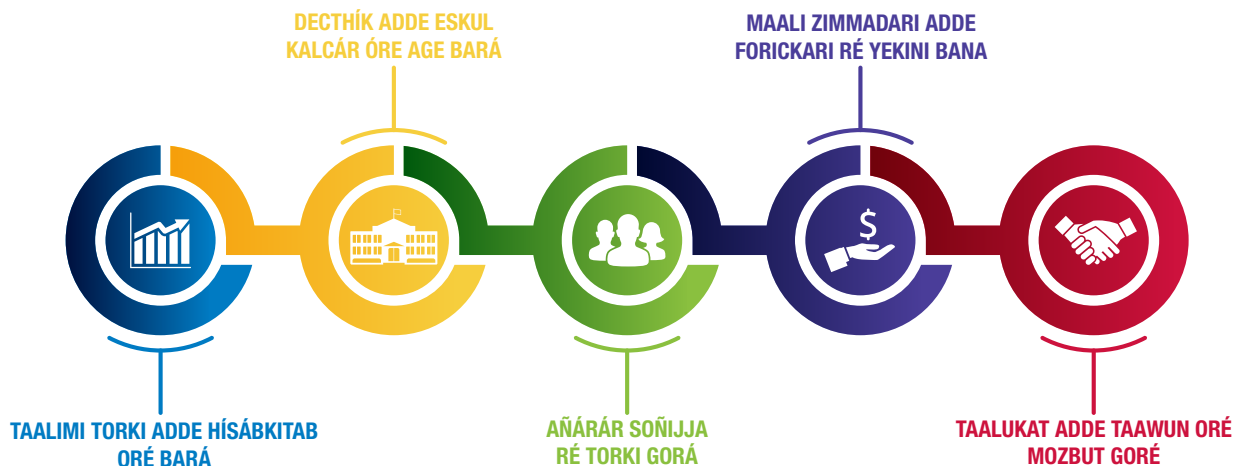 DECTHÍK ADDE ESKUL
KALCÁR ÓRE AGE BARÁ
MAALI ZIMMADARI ADDE
FORICKARI RÉ YEKINI BANA
$
TAALIMI TORKI ADDE HÍSÁBKITAB
ORÉ BARÁ
AÑÁRÁR SOÑIJJA
RÉ TORKI GORÁ
TAALUKAT ADDE TAAWUN ORÉ
MOZBUT GORÉ